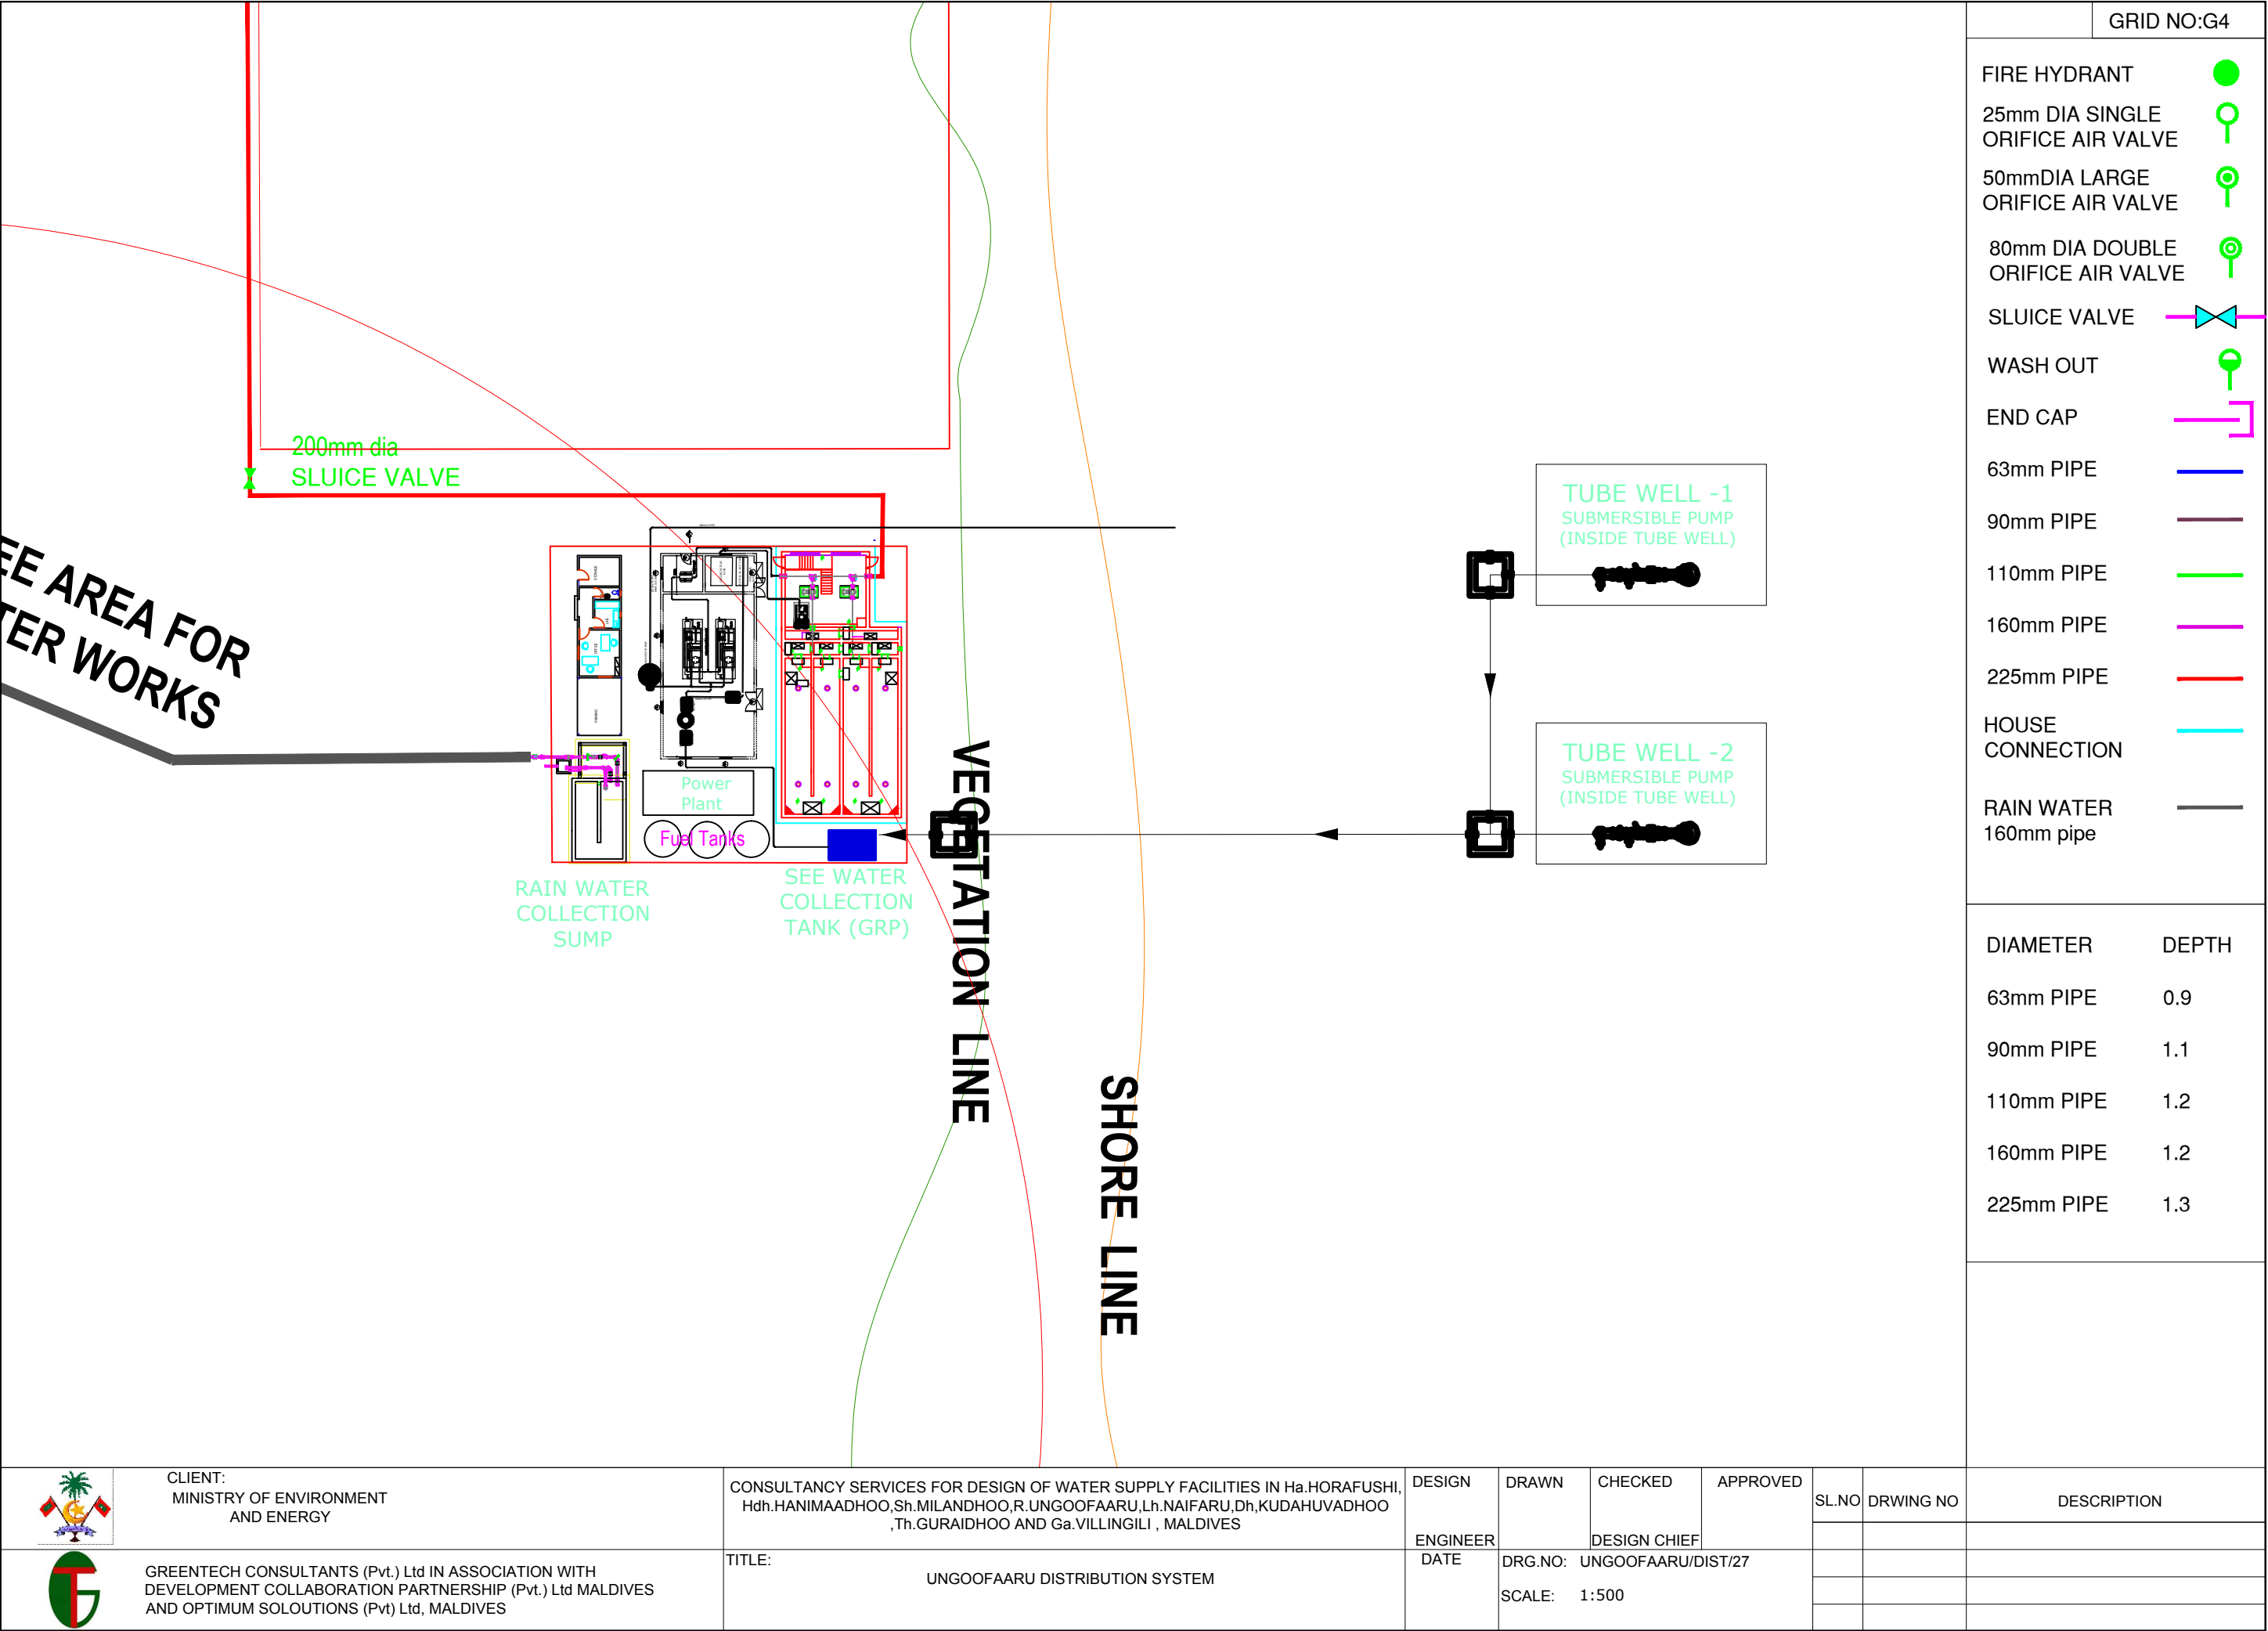 GRID NO:G4
FIRE HYDRANT
25mm DIA SINGLE
ORIFICE AIR VALVE
50mmDIA LARGE
ORIFICE AIR VALVE
80mm DIA DOUBLE
ORIFICE AIR VALVE
SLUICE VALVE
WASH OUT
END CAP
63mm PIPE
90mm PIPE
110mm PIPE
160mm PIPE
225mm PIPE
HOUSE
CONNECTION
RAIN WATER
160mm pipe
DIAMETER DEPTH
63mm PIPE 0.9
90mm PIPE 1.1
110mm PIPE 1.2
160mm PIPE 1.2
225mm PIPE 1.3
200mm dia
SLUICE VALVE
EE AREA FOR
TER WORKS
TUBE WELL -1
SUBMERSIBLE PUMP
(INSIDE TUBE WELL)
TUBE WELL -2
SUBMERSIBLE PUMP
(INSIDE TUBE WELL)
Power
Plant
Fuel Tanks
RAIN WATER
COLLECTION
SUMP
SEE WATER
COLLECTION
TANK (GRP)
VEGETATION LINE
SHORE LINE
CLIENT:
MINISTRY OF ENVIRONMENT
AND ENERGY
GREENTECH CONSULTANTS (Pvt.) Ltd IN ASSOCIATION WITH
DEVELOPMENT COLLABORATION PARTNERSHIP (Pvt.) Ltd MALDIVES
AND OPTIMUM SOLOUTIONS (Pvt) Ltd, MALDIVES
CONSULTANCY SERVICES FOR DESIGN OF WATER SUPPLY FACILITIES IN Ha.HORAFUSHI,
Hdh.HANIMAADHOO,Sh.MILANDHOO,R.UNGOOFAARU,Lh.NAIFARU,Dh,KUDAHUVADHOO
,Th.GURAIDHOO AND Ga.VILLINGILI , MALDIVES
TITLE:
UNGOOFAARU DISTRIBUTION SYSTEM
DESIGN DRAWN CHECKED APPROVED
ENGINEER DESIGN CHIEF
DATE
DRG.NO: UNGOOFAARU/DIST/27
SCALE: 1:500
SL.NO DRWING NO DESCRIPTION